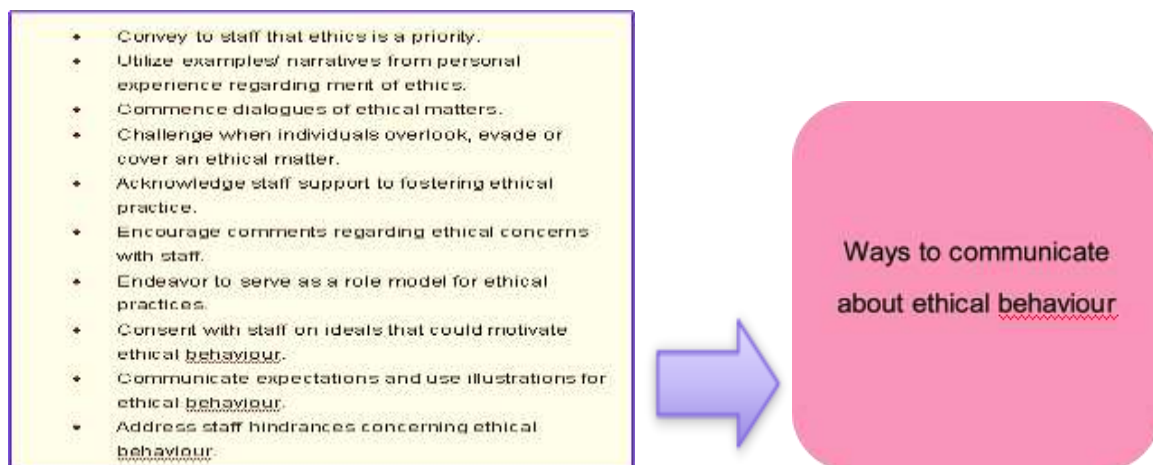 • Convey to staff that ethics is a priority.
• Utilize examples/ narratives from personal
experience regarding merit of ethics.
• Commence dialogues of ethical matters.
• Challenge when individuals overlook, evade or
cover an ethical matter.
• Acknowledge staff support to fostering ethical
practice.
• Encourage comments regarding ethical concerns
with staff.
• Endeavor to serve as a role model for ethical
practices.
• Consent with staff on ideals that could motivate
ethical behaviour.
• Communicate expectations and use illustrations for
ethical behaviour.
• Address staff hindrances concerning ethical
behaviour.
Ways to communicate
about ethical behaviour